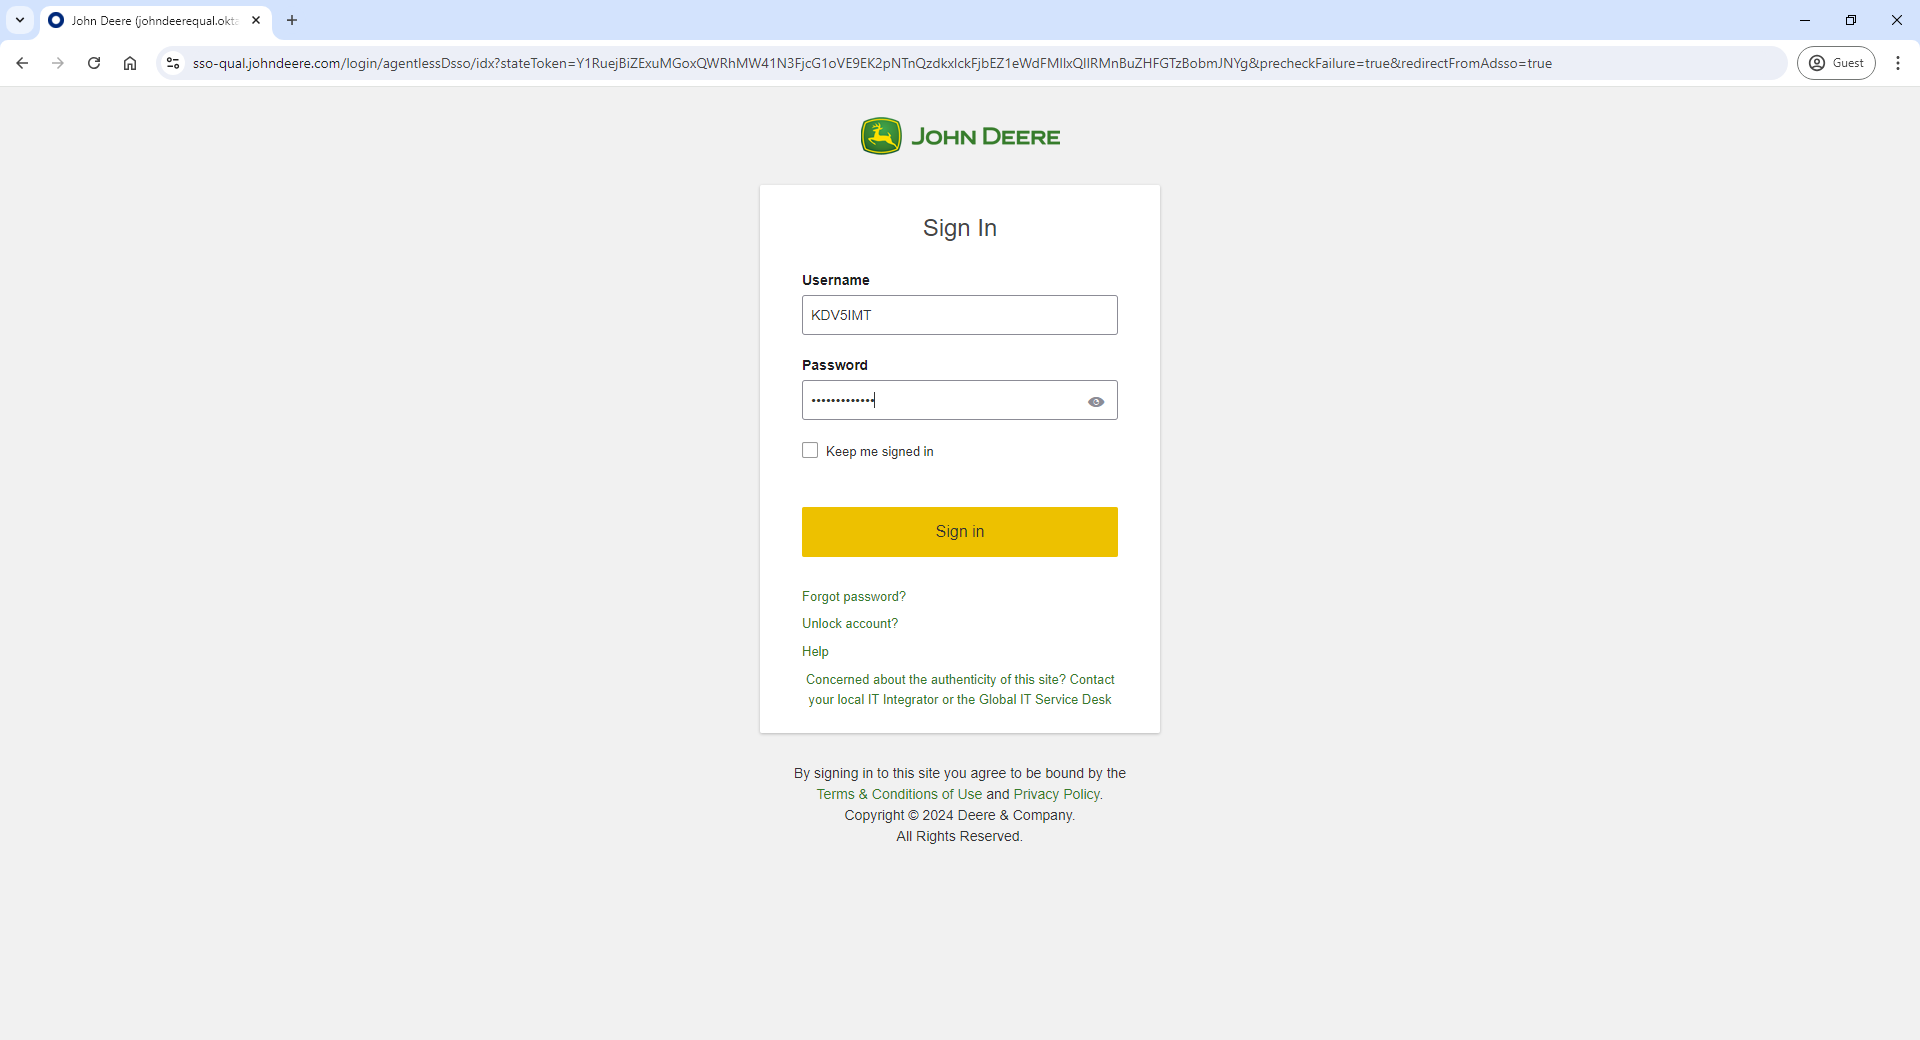 John Deere (johndeerequal.okta
sso-qual.johndeere.com/login/agentlessDsso/idx?stateToken=Y1RuejBiZExuMGoxQWRhMW41N3FjcG1oVE9EK2pNTnQzdkxIckFjbEZ1eWdFMllxQllRMnBuZHFGTzBobmJNYg&precheckFailure=true&redirectFromAdsso=true
Guest
JOHN DEERE
Sign In
Username
KDV5IMT
Password
•••••••••••••
Keep me signed in
Sign in
Forgot password?
Unlock account?
Help
Concerned about the authenticity of this site? Contact
your local IT Integrator or the Global IT Service Desk
By signing in to this site you agree to be bound by the
Terms & Conditions of Use and Privacy Policy.
Copyright © 2024 Deere & Company.
All Rights Reserved.